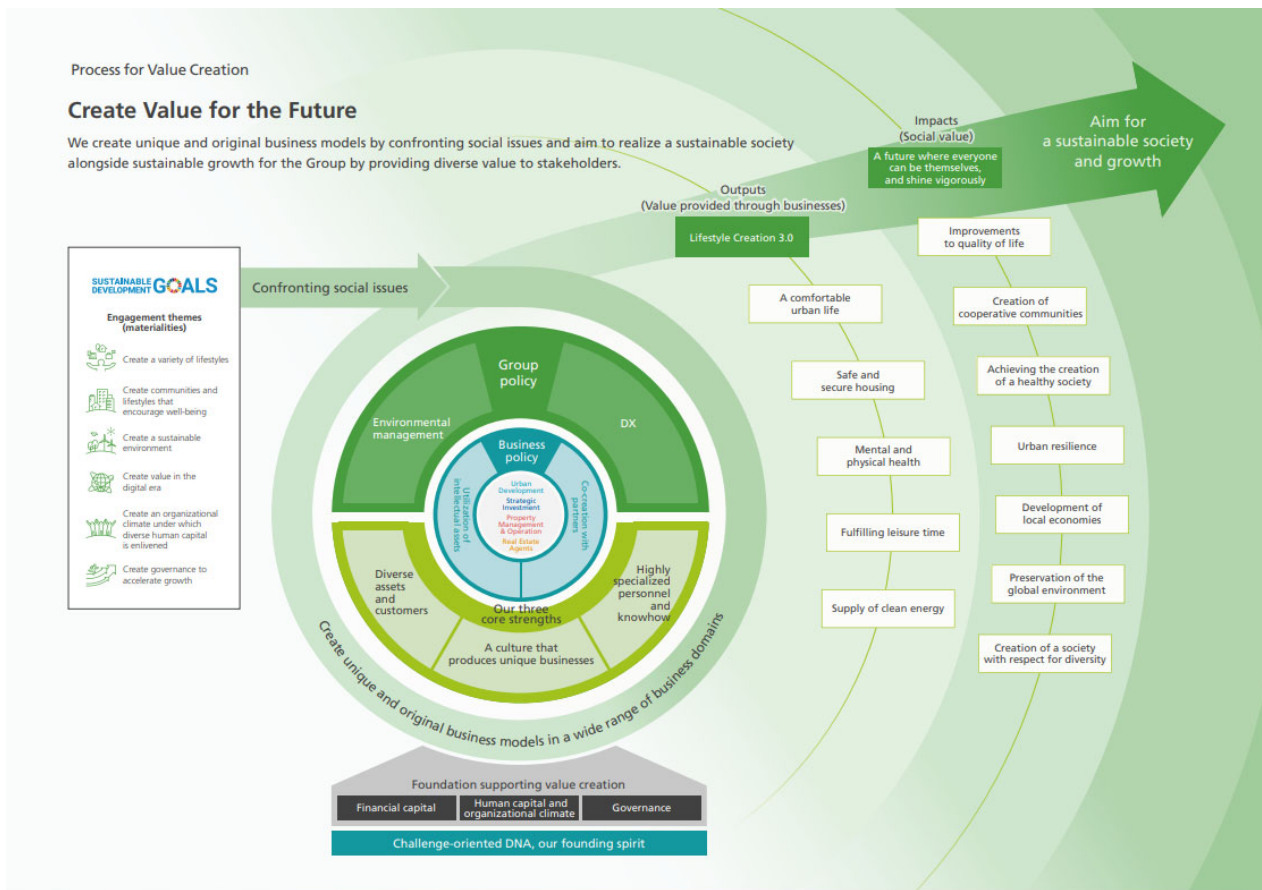 Process for Value Creation
Create Value for the Future
We create unique and original business models by confronting social issues and aim to realize a sustainable society
alongside sustainable growth for the Group by providing diverse value to stakeholders.
SUSTAINABLE
DEVELOPMENT GOALS
Engagement themes
(materialities)
Create a variety of lifestyles
Create communities and
lifestyles that
encourage well-being
Create a sustainable
environment
Create value in the
digital era
Create an organizational
climate under which
diverse human capital
is enlivened
Create governance to
accelerate growth
Confronting social issues
Group
policy
Environmental
management
DX
Business
policy
Utilization of
intellectual assets
Co-creation with
partners
Urban
Development
Strategic
Investment
Property
Management
& Operation
Real Estate
Agents
Diverse
assets
and
customers
Our three
core strengths
Highly
specialized
personnel
and
knowhow
A culture that
produces unique businesses
Create unique and original business models in a wide range of business domains
Foundation supporting value creation
Financial capital
Human capital and
organizational climate
Governance
Challenge-oriented DNA, our founding spirit
Outputs
(Value provided through businesses)
Lifestyle Creation 3.0
A comfortable
urban life
Safe and
secure housing
Mental and
physical health
Fulfilling leisure time
Supply of clean energy
Impacts
(Social value)
A future where everyone
can be themselves,
and shine vigorously
Improvements
to quality of life
Creation of
cooperative communities
Achieving the creation
of a healthy society
Urban resilience
Development of
local economies
Preservation of the
global environment
Creation of a society
with respect for diversity
Aim for
a sustainable society
and growth